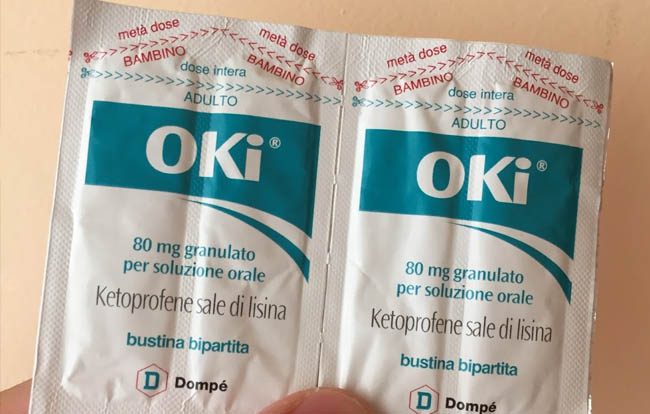 metà dose metà dose
BAMBINO BAMBINO
dose intera
ADULTO
OKi®
80 mg granulato
per soluzione orale
Ketoprofene sale di lisina
bustina bipartita
D Dompé
metà dose metà dose
BAMBINO BAMBINO
dose intera
ADULTO
OKi®
80 mg granulato
per soluzione orale
Ketoprofene sale di lisina
bustina bipartita
D Dompé